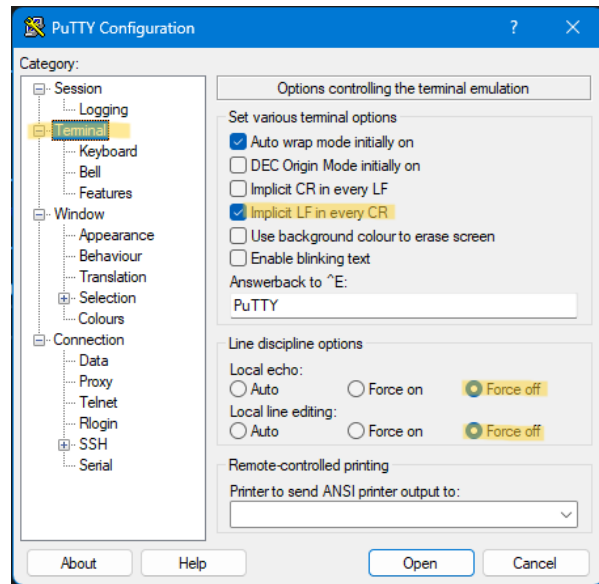 PuTTY Configuration
?
Category:
Session
Logging
Terminal
Keyboard
Bell
Features
Window
Appearance
Behaviour
Translation
Selection
Colours
Connection
Data
Proxy
Telnet
Rlogin
SSH
Serial
Options controlling the terminal emulation
Set various terminal options
Auto wrap mode initially on
DEC Origin Mode initially on
Implicit CR in every LF
Implicit LF in every CR
Use background colour to erase screen
Enable blinking text
Answerback to ^E:
PuTTY
Line discipline options
Local echo:
Auto Force on Force off
Local line editing:
Auto Force on Force off
Remote-controlled printing
Printer to send ANSI printer output to:
About Help Open Cancel